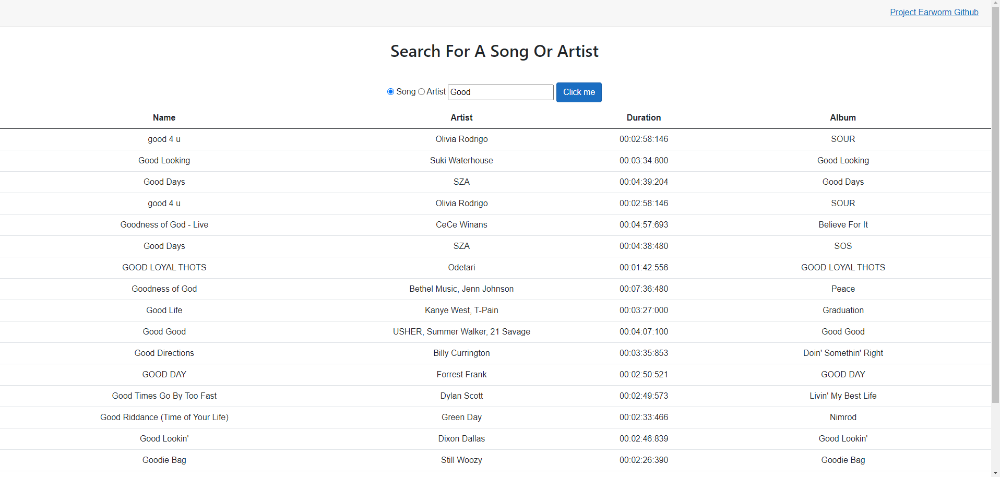 Project Earworm Github
Search For A Song Or Artist
Song Artist Good Click me
Name Artist Duration Album
good 4 u Olivia Rodrigo 00:02:58:146 SOUR
Good Looking Suki Waterhouse 00:03:34:800 Good Looking
Good Days SZA 00:04:39:204 Good Days
good 4 u Olivia Rodrigo 00:02:58:146 SOUR
Goodness of God - Live CeCe Winans 00:04:57:693 Believe For It
Good Days SZA 00:04:38:480 SOS
GOOD LOYAL THOTS Odetari 00:01:42:556 GOOD LOYAL THOTS
Goodness of God Bethel Music, Jenn Johnson 00:07:36:480 Peace
Good Life Kanye West, T-Pain 00:03:27:000 Graduation
Good Good USHER, Summer Walker, 21 Savage 00:04:07:100 Good Good
Good Directions Billy Currington 00:03:35:853 Doin' Somethin' Right
GOOD DAY Forrest Frank 00:02:50:521 GOOD DAY
Good Times Go By Too Fast Dylan Scott 00:02:49:573 Livin' My Best Life
Good Riddance (Time of Your Life) Green Day 00:02:33:466 Nimrod
Good Lookin' Dixon Dallas 00:02:46:839 Good Lookin'
Goodie Bag Still Woozy 00:02:26:390 Goodie Bag